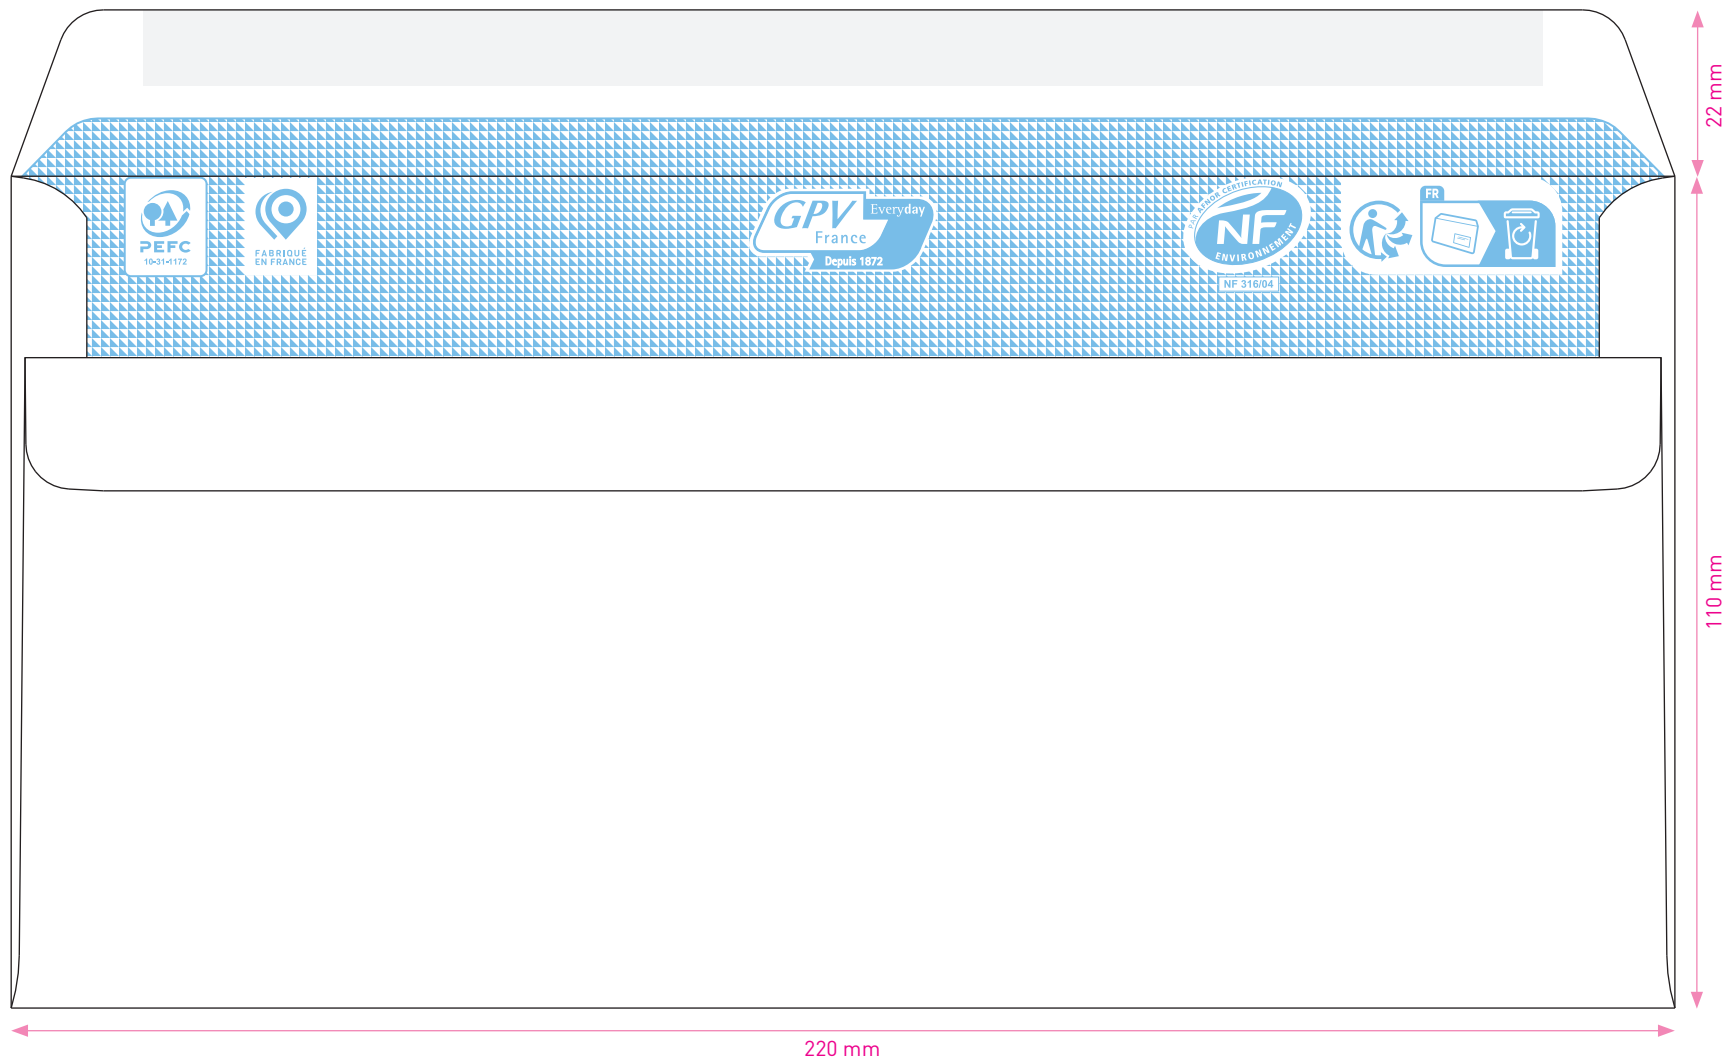 22 mm
PEFC
10-31-1172
FABRIQUÉ
EN FRANCE
GPV
Everyday
France
Depuis 1872
PAR AFNOR CERTIFICATION
NF
ENVIRONNEMENT
NF 316/04
FR
110 mm
220 mm